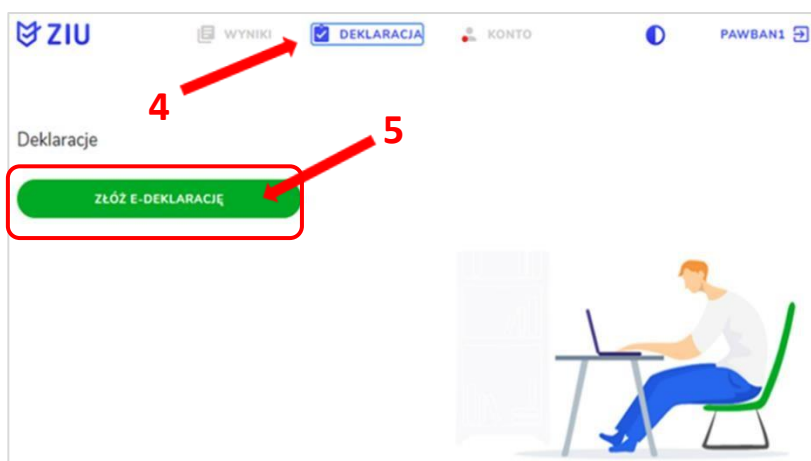 ZIU WYNIKI DEKLARACJA KONTO PAWBAN1
4
5
Deklaracje
ZŁÓŻ E-DEKLARACJĘ